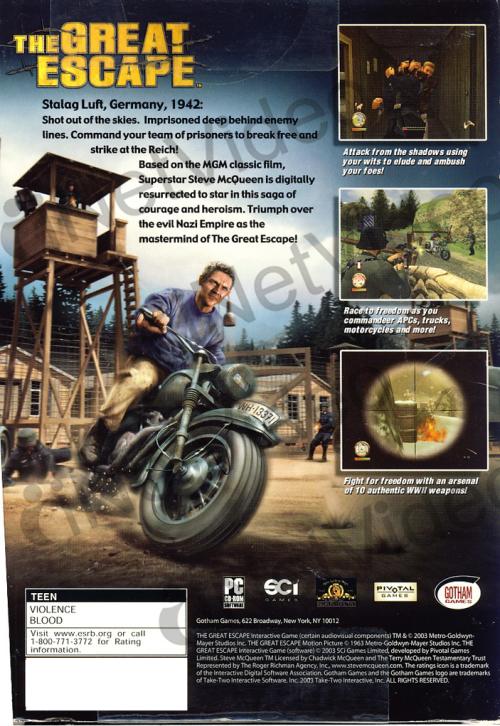 THE GREAT
ESCAPE™
Stalag Luft, Germany, 1942:
Shot out of the skies. Imprisoned deep behind enemy
lines. Command your team of prisoners to break free and
strike at the Reich!
Based on the MGM classic film,
Superstar Steve McQueen is digitally
resurrected to star in this saga of
courage and heroism. Triumph over
the evil Nazi Empire as the
mastermind of The Great Escape!
Attack from the shadows using
your wits to elude and ambush
your foes!
Race to freedom as you
commandeer APCs, trucks,
motorcycles and more!
Fight for freedom with an arsenal
of 10 authentic WWII weapons!
WH-13371
TEEN
VIOLENCE
BLOOD
Visit www.esrb.org or call
1-800-771-3772 for Rating
information.
PC
CD-ROM
SOFTWARE
SCi
GAMES
PIVOTAL
GAMES
GOTHAM
GAMES
Gotham Games, 622 Broadway, New York, NY 10012
THE GREAT ESCAPE Interactive Game (certain audiovisual components) TM & © 2003 Metro-Goldwyn-
Mayer Studios Inc. THE GREAT ESCAPE Motion Picture © 1963 Metro-Goldwyn-Mayer Studios Inc. THE
GREAT ESCAPE Interactive Game (software) © 2003 SCi Games Limited, developed by Pivotal Games
Limited. Steve McQueen TM Licensed by Chadwick McQueen and The Terry McQueen Testamentary Trust
Represented by The Roger Richman Agency, Inc., www.stevemcqueen.com. The ratings icon is a trademark
of the Interactive Digital Software Association. Gotham Games and the Gotham Games logo are trademarks
of Take-Two Interactive Software, Inc. 2003 Take-Two Interactive, Inc. ALL RIGHTS RESERVED.